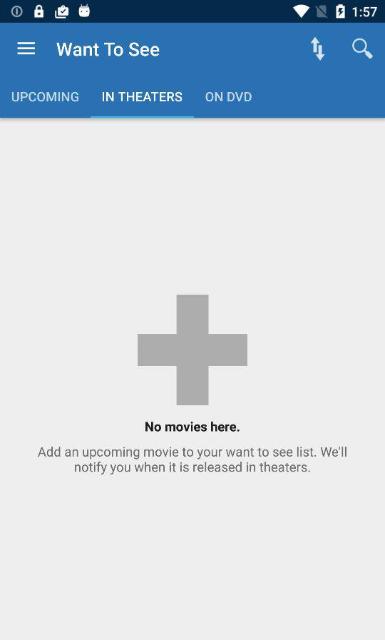 1:57
Want To See
UPCOMING IN THEATERS ON DVD
No movies here.
Add an upcoming movie to your want to see list. We'll
notify you when it is released in theaters.